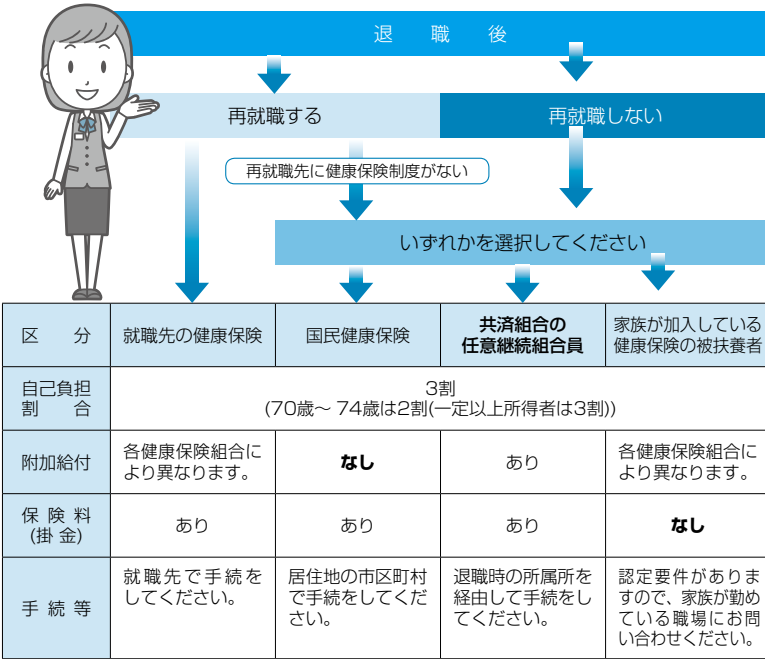 退職後
再就職する
再就職しない
再就職先に健康保険制度がない
いずれかを選択してください
区分
就職先の健康保険
国民健康保険
共済組合の
任意継続組合員
家族が加入している
健康保険の被扶養者
自己負担
割合
3割
(70歳～74歳は2割(一定以上所得者は3割))
附加給付
各健康保険組合に
より異なります。
なし
あり
各健康保険組合に
より異なります。
保険料
(掛金)
あり
あり
あり
なし
手続等
就職先で手続を
してください。
居住地の市区町村
で手続をしてくだ
さい。
退職時の所属所を
経由して手続をし
てください。
認定要件がありま
すので、家族が勤め
ている職場にお問
い合わせください。